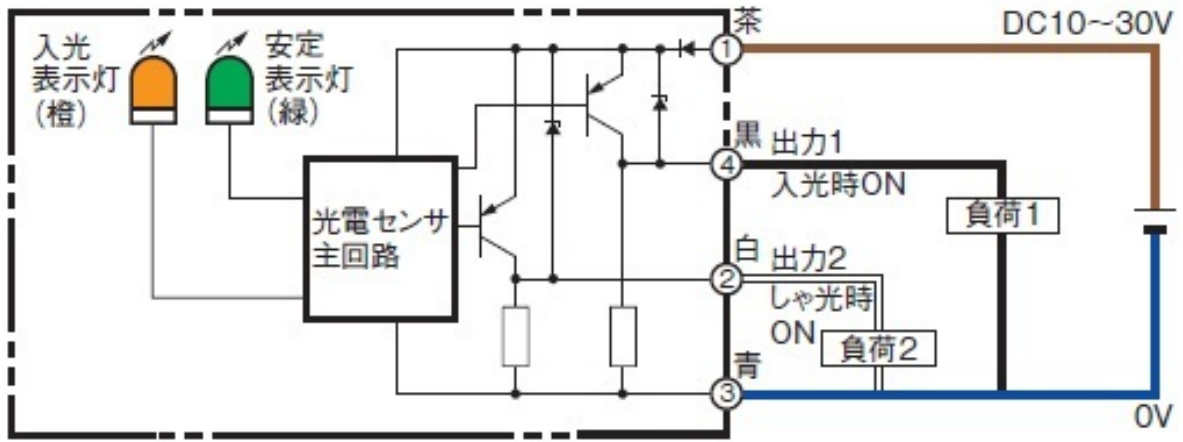 入光
表示灯
(橙)
安定
表示灯
(緑)
光電センサ
主回路
茶
①
DC10～30V
黒
④
出力1
入光時ON
負荷1
白
②
出力2
しゃ光時
ON
負荷2
青
③
0V